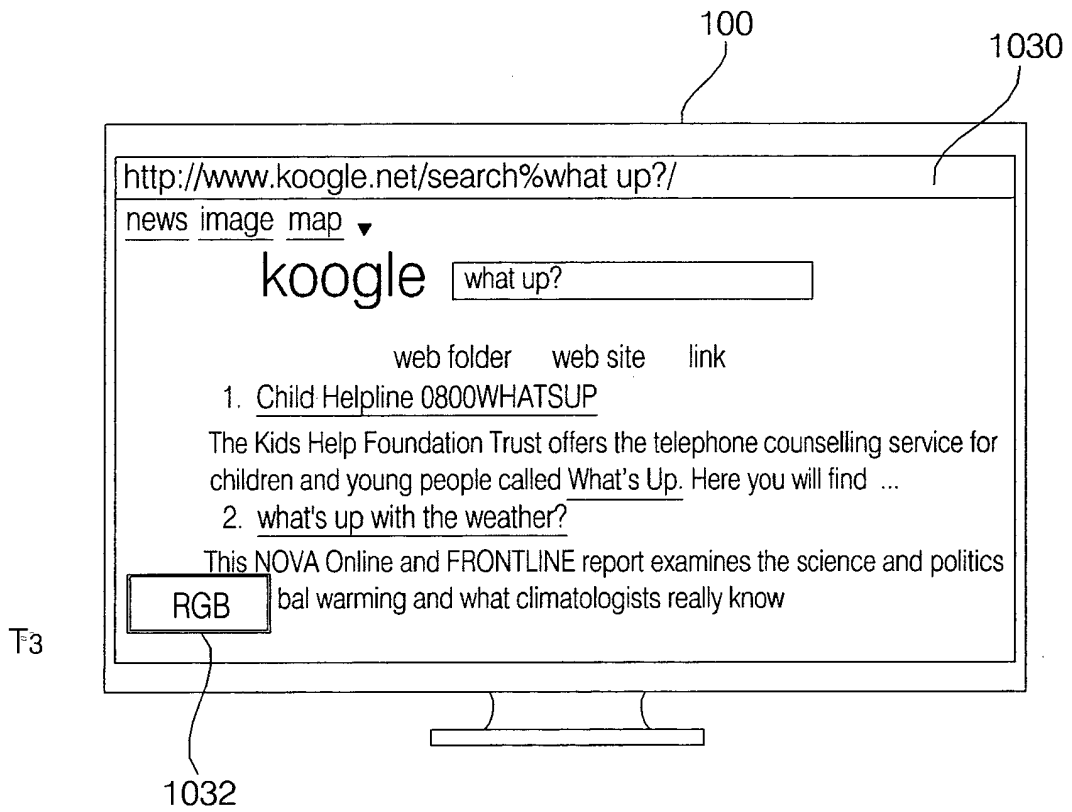 100
1030
http://www.koogle.net/search%what up?/
news image map
koogle what up?
web folder web site link
1. Child Helpline 0800WHATSUP
The Kids Help Foundation Trust offers the telephone counselling service for
children and young people called What's Up. Here you will find ...
2. what's up with the weather?
This NOVA Online and FRONTLINE report examines the science and politics
RGB bal warming and what climatologists really know
T3
1032